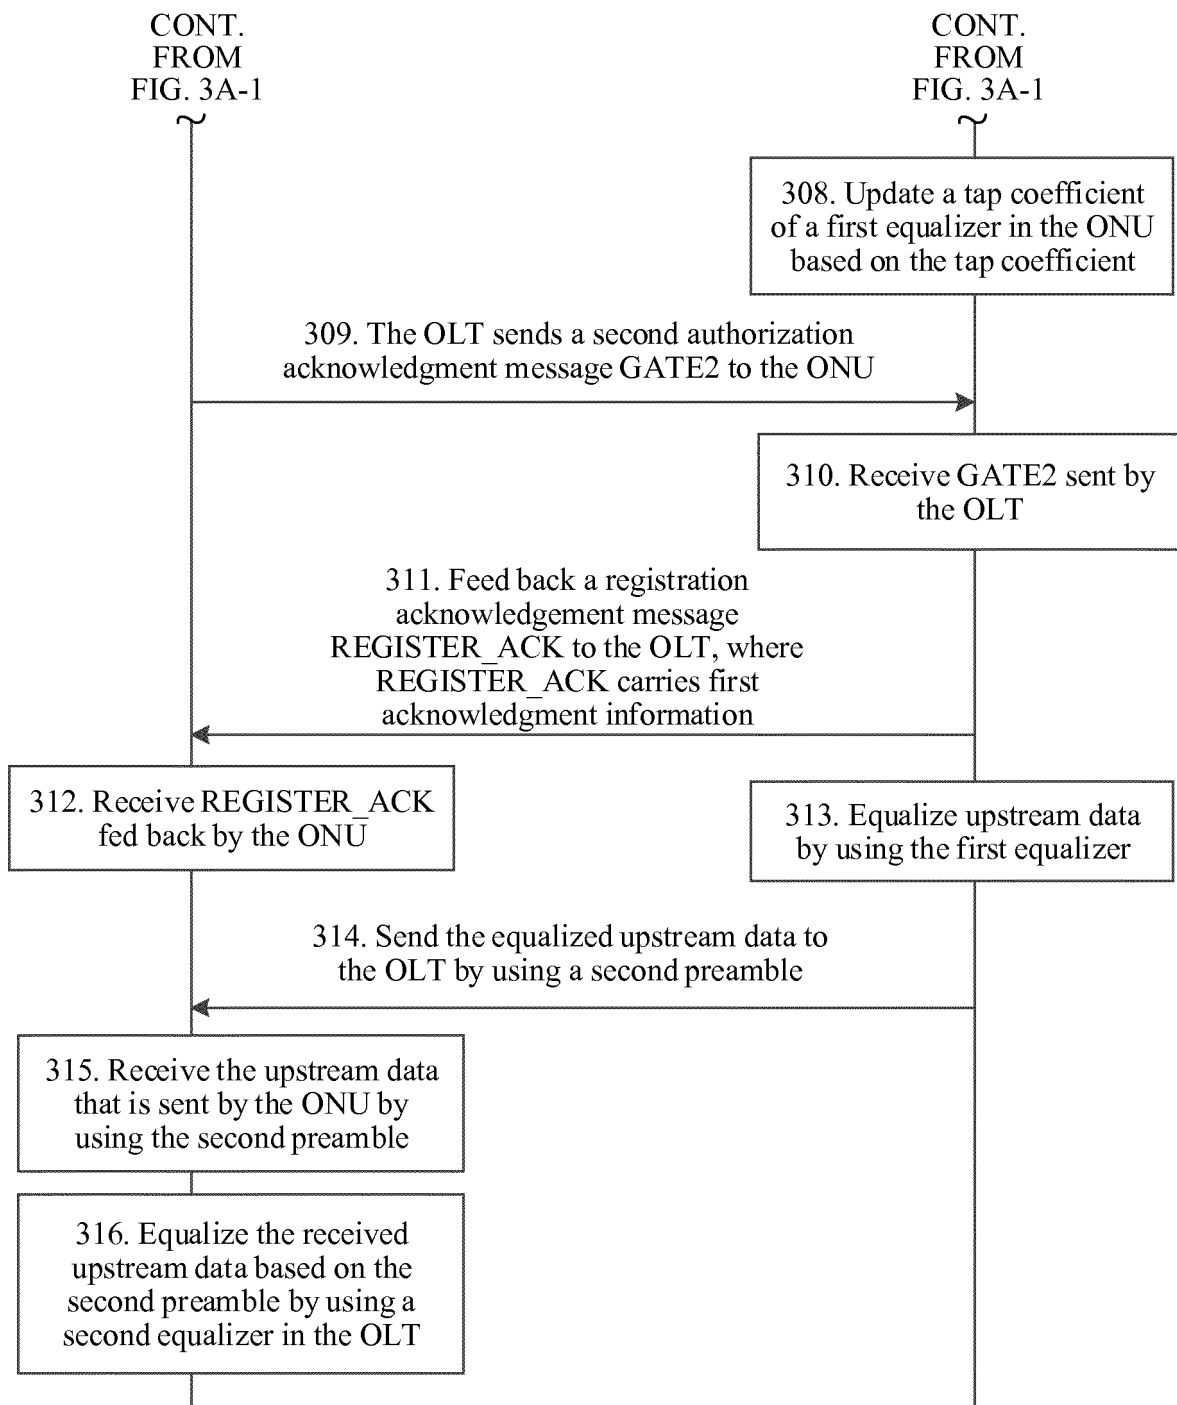 CONT.
FROM
FIG. 3A-1
CONT.
FROM
FIG. 3A-1
308. Update a tap coefficient
of a first equalizer in the ONU
based on the tap coefficient
309. The OLT sends a second authorization
acknowledgment message GATE2 to the ONU
310. Receive GATE2 sent by
the OLT
311. Feed back a registration
acknowledgement message
REGISTER_ACK to the OLT, where
REGISTER_ACK carries first
acknowledgment information
312. Receive REGISTER_ACK
fed back by the ONU
313. Equalize upstream data
by using the first equalizer
314. Send the equalized upstream data to
the OLT by using a second preamble
315. Receive the upstream data
that is sent by the ONU by
using the second preamble
316. Equalize the received
upstream data based on the
second preamble by using a
second equalizer in the OLT